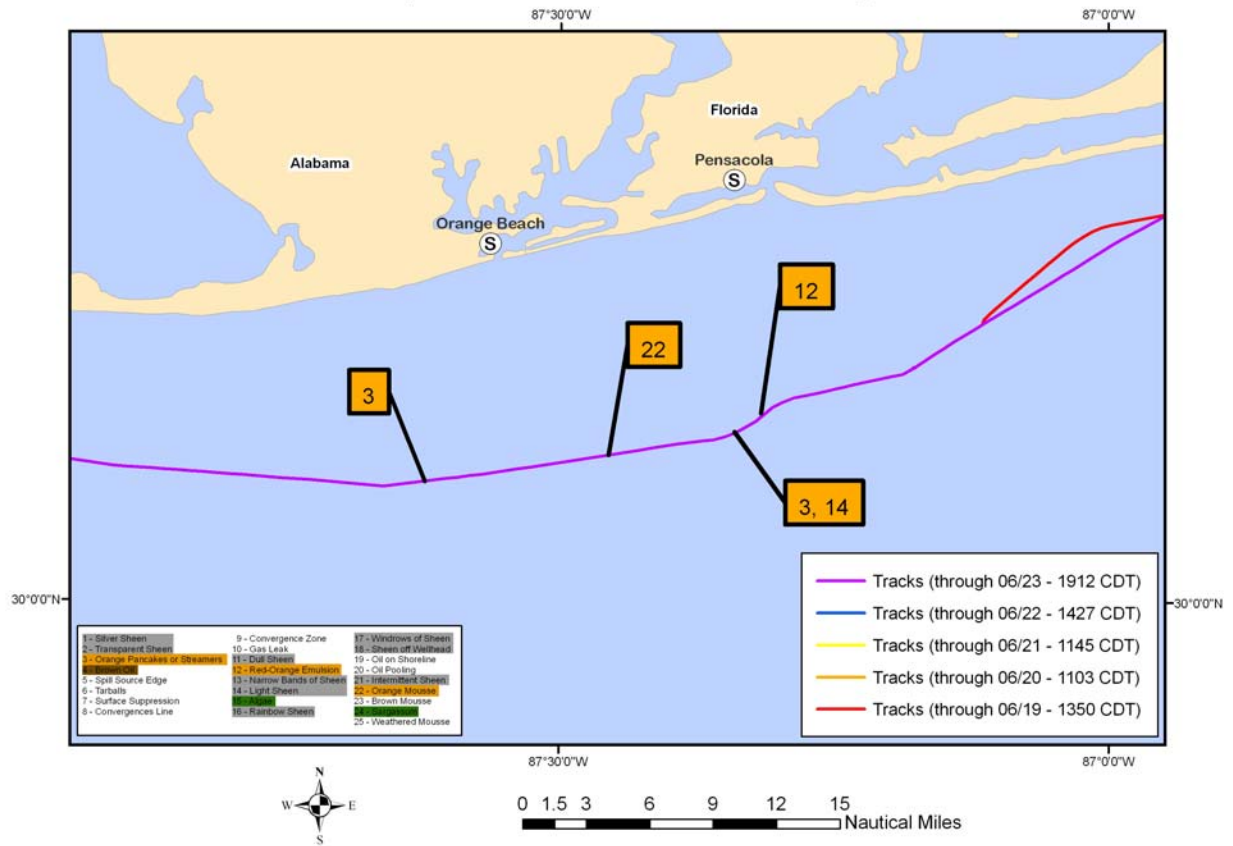 87°30'0"W 87°0'0"W
Florida
Alabama
Pensacola
S
Orange Beach
S
12
22
3
3, 14
Tracks (through 06/23 - 1912 CDT)
Tracks (through 06/22 - 1427 CDT)
Tracks (through 06/21 - 1145 CDT)
Tracks (through 06/20 - 1103 CDT)
Tracks (through 06/19 - 1350 CDT)
30°0'0"N 30°0'0"N
1 - Silver Sheen
2 - Transparent Sheen
3 - Orange Pancakes or Streamers
4 - Brown Oil
5 - Spill Source Edge
6 - Tarballs
7 - Surface Suppression
8 - Convergences Line
9 - Convergence Zone
10 - Gas Leak
11 - Dull Sheen
12 - Red-Orange Emulsion
13 - Narrow Bands of Sheen
14 - Light Sheen
15 - Algae
16 - Rainbow Sheen
17 - Windrows of Sheen
18 - Sheen off Wellhead
19 - Oil on Shoreline
20 - Oil Pooling
21 - Intermittent Sheen
22 - Orange Mousse
23 - Brown Mousse
24 - Sargassum
25 - Weathered Mousse
87°30'0"W 87°0'0"W
N
W E
S
0 1.5 3 6 9 12 15
Nautical Miles